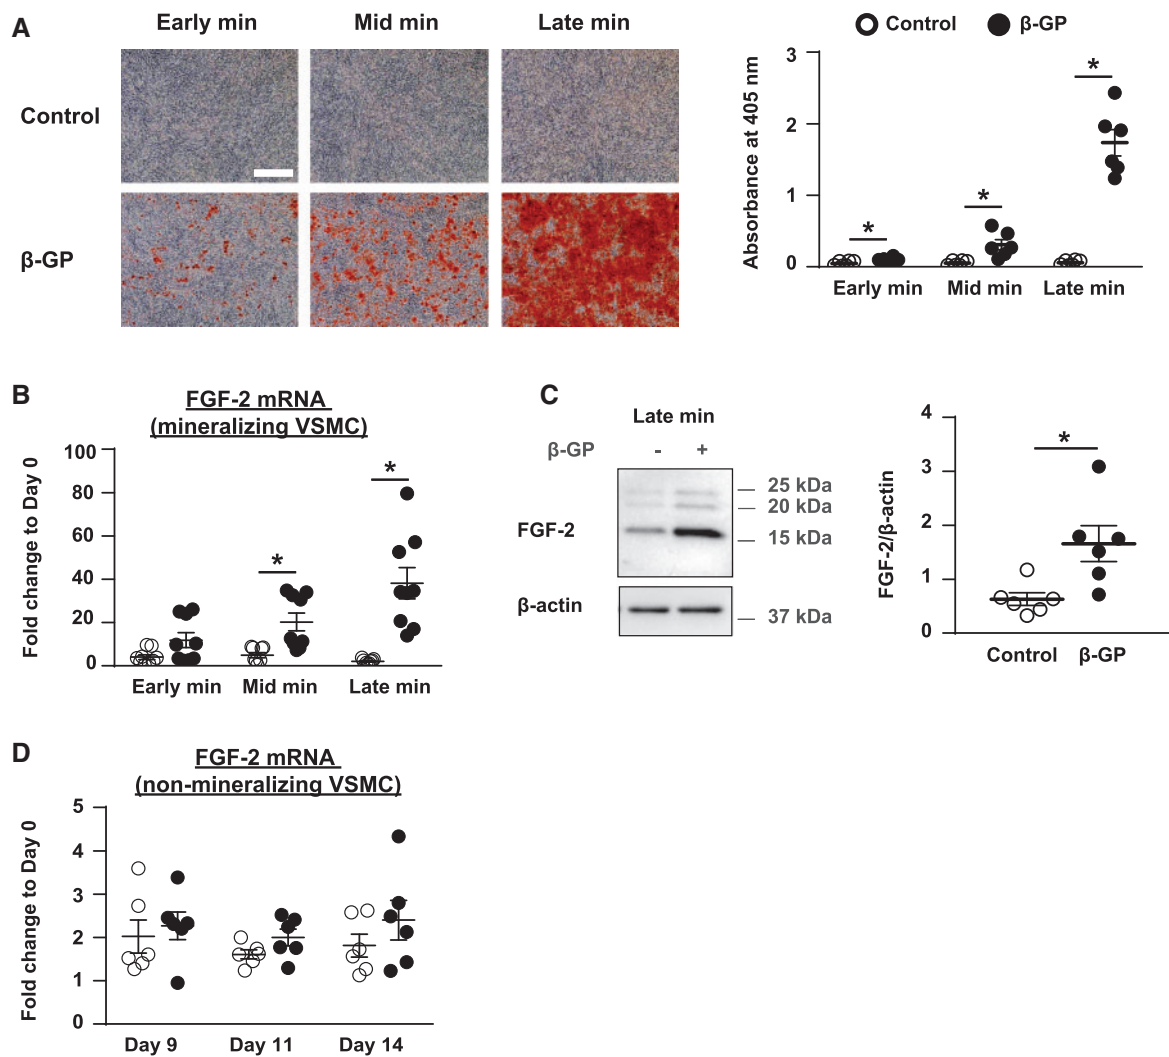 A
Early min
Mid min
Late min
Control
β-GP
Control
β-GP
Absorbance at 405 nm
3
2
1
0
*
*
*
Early min
Mid min
Late min
B
FGF-2 mRNA
(mineralizing VSMC)
Fold change to Day 0
100
80
60
40
20
0
*
*
Early min
Mid min
Late min
C
Late min
β-GP
-
+
FGF-2
25 kDa
20 kDa
15 kDa
β-actin
37 kDa
FGF-2/β-actin
4
3
2
1
0
*
Control
β-GP
D
FGF-2 mRNA
(non-mineralizing VSMC)
Fold change to Day 0
5
4
3
2
1
0
Day 9
Day 11
Day 14